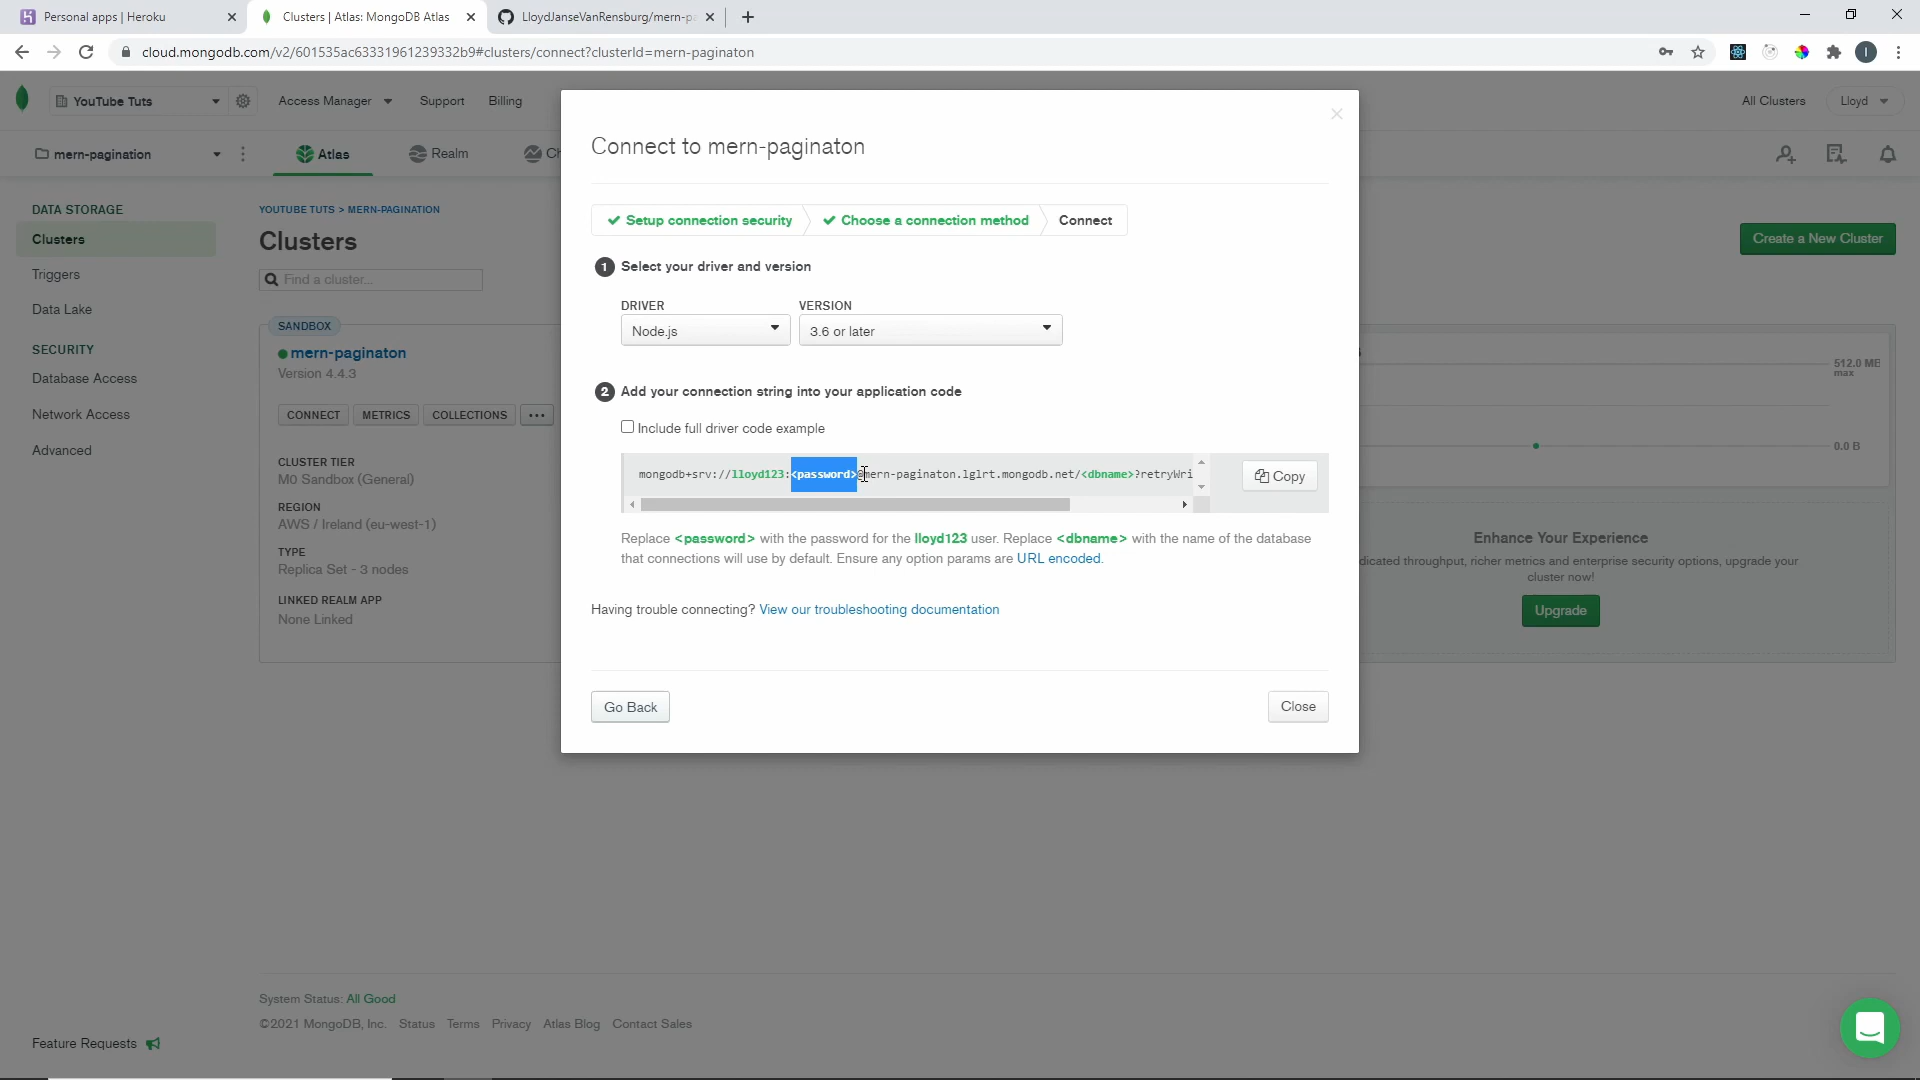 Personal apps | Heroku
Clusters | Atlas: MongoDB Atlas
LloydJanseVanRensburg/mern-pa
cloud.mongodb.com/v2/601535ac63331961239332b9#clusters/connect?clusterId=mern-paginaton
I
YouTube Tuts
Access Manager
Support
Billing
All Clusters
Lloyd
mern-pagination
Atlas
Realm
Ch
DATA STORAGE
Clusters
Triggers
Data Lake
SECURITY
Database Access
Network Access
Advanced
Feature Requests
YOUTUBE TUTS > MERN-PAGINATION
Clusters
Find a cluster...
Create a New Cluster
SANDBOX
mern-paginaton
Version 4.4.3
CONNECT
METRICS
COLLECTIONS
...
CLUSTER TIER
M0 Sandbox (General)
REGION
AWS / Ireland (eu-west-1)
TYPE
Replica Set - 3 nodes
LINKED REALM APP
None Linked
Connect to mern-paginaton
Setup connection security
Choose a connection method
Connect
1 Select your driver and version
DRIVER
VERSION
Node.js
3.6 or later
2 Add your connection string into your application code
Include full driver code example
mongodb+srv://lloyd123:<password>@mern-paginaton.lglrt.mongodb.net/<dbname>?retryWri
Copy
Replace <password> with the password for the lloyd123 user. Replace <dbname> with the name of the database
that connections will use by default. Ensure any option params are URL encoded.
Having trouble connecting? View our troubleshooting documentation
Go Back
Close
512.0 MB
max
0.0 B
Enhance Your Experience
dicated throughput, richer metrics and enterprise security options, upgrade your
cluster now!
Upgrade
System Status: All Good
©2021 MongoDB, Inc. Status Terms Privacy Atlas Blog Contact Sales